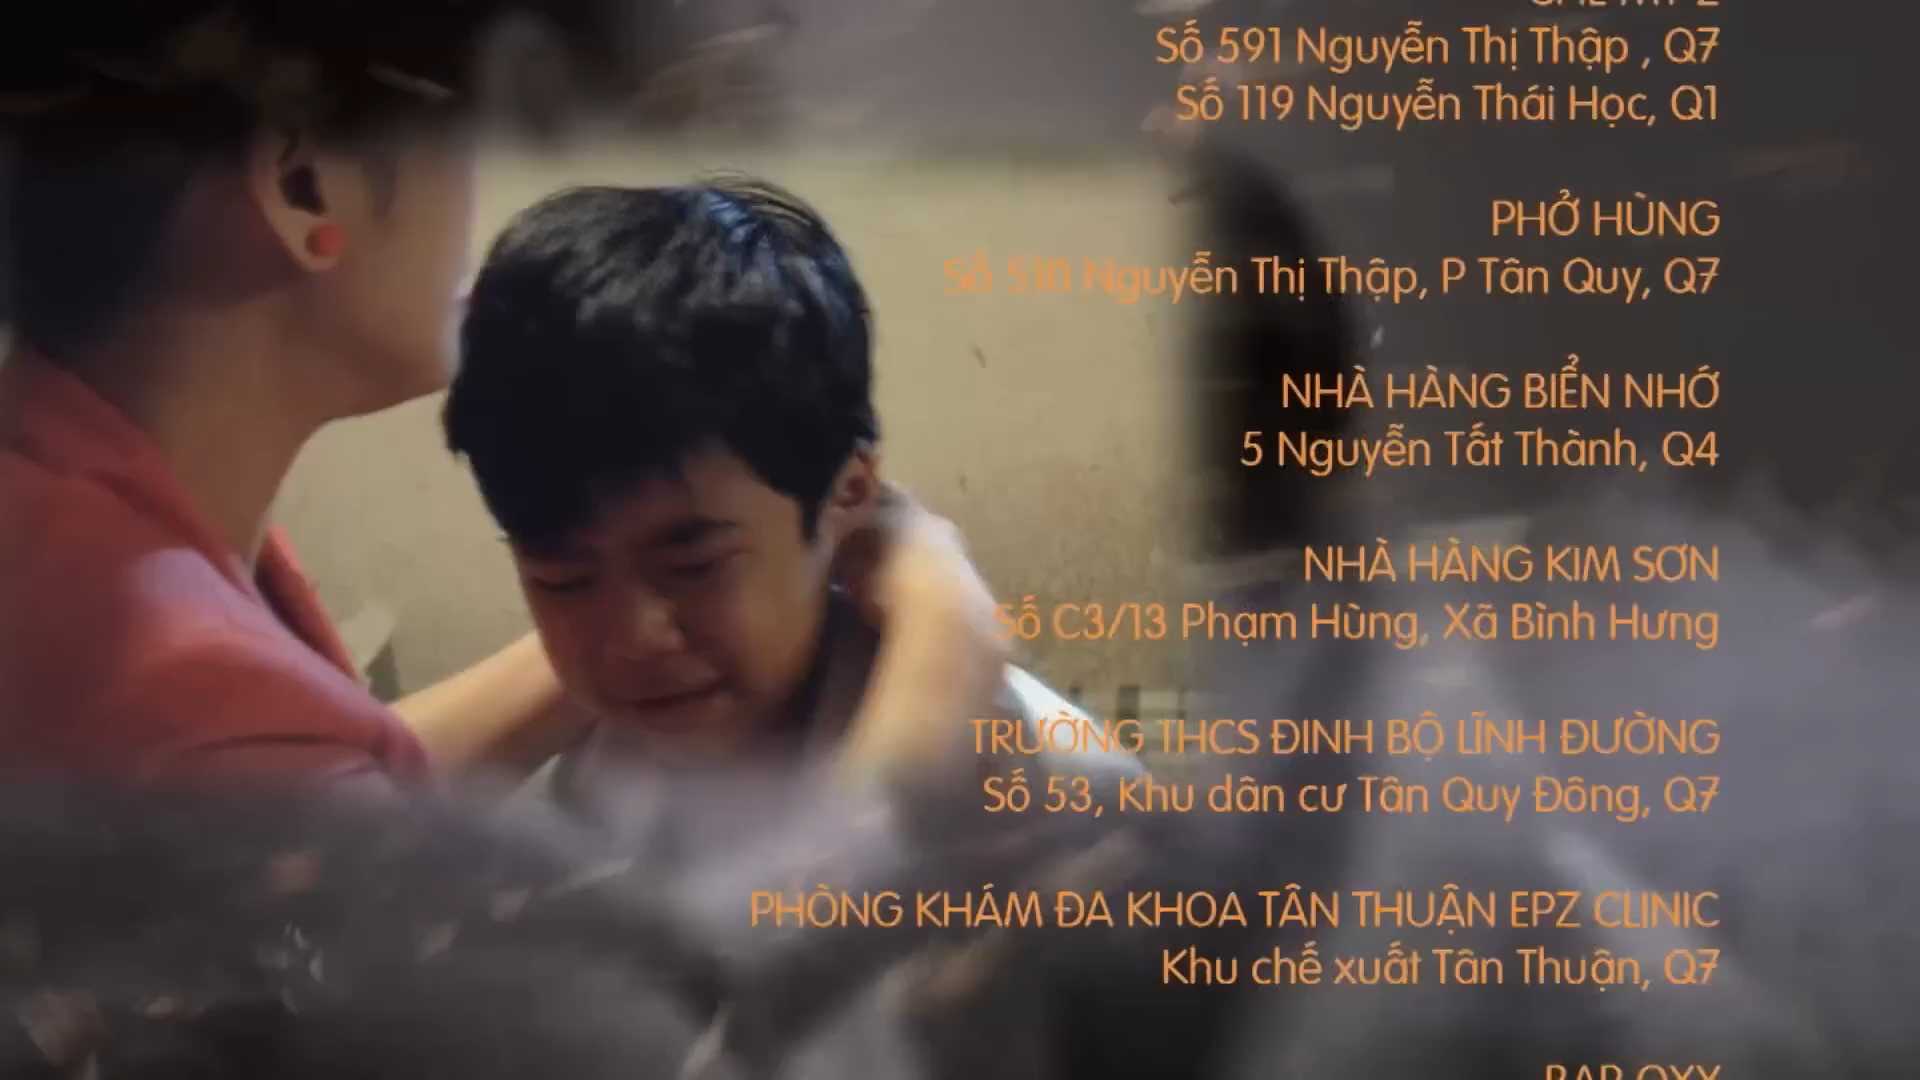 Số 591 Nguyễn Thị Thập , Q7
Số 119 Nguyễn Thái Học, Q1
PHỞ HÙNG
Số 510 Nguyễn Thị Thập, P Tân Quy, Q7
NHÀ HÀNG BIỂN NHỚ
5 Nguyễn Tất Thành, Q4
NHÀ HÀNG KIM SƠN
Số C3/13 Phạm Hùng, Xã Bình Hưng
TRƯỜNG THCS ĐINH BỘ LĨNH ĐƯỜNG
Số 53, Khu dân cư Tân Quy Đông, Q7
PHÒNG KHÁM ĐA KHOA TÂN THUẬN EPZ CLINIC
Khu chế xuất Tân Thuận, Q7
BAR OXY